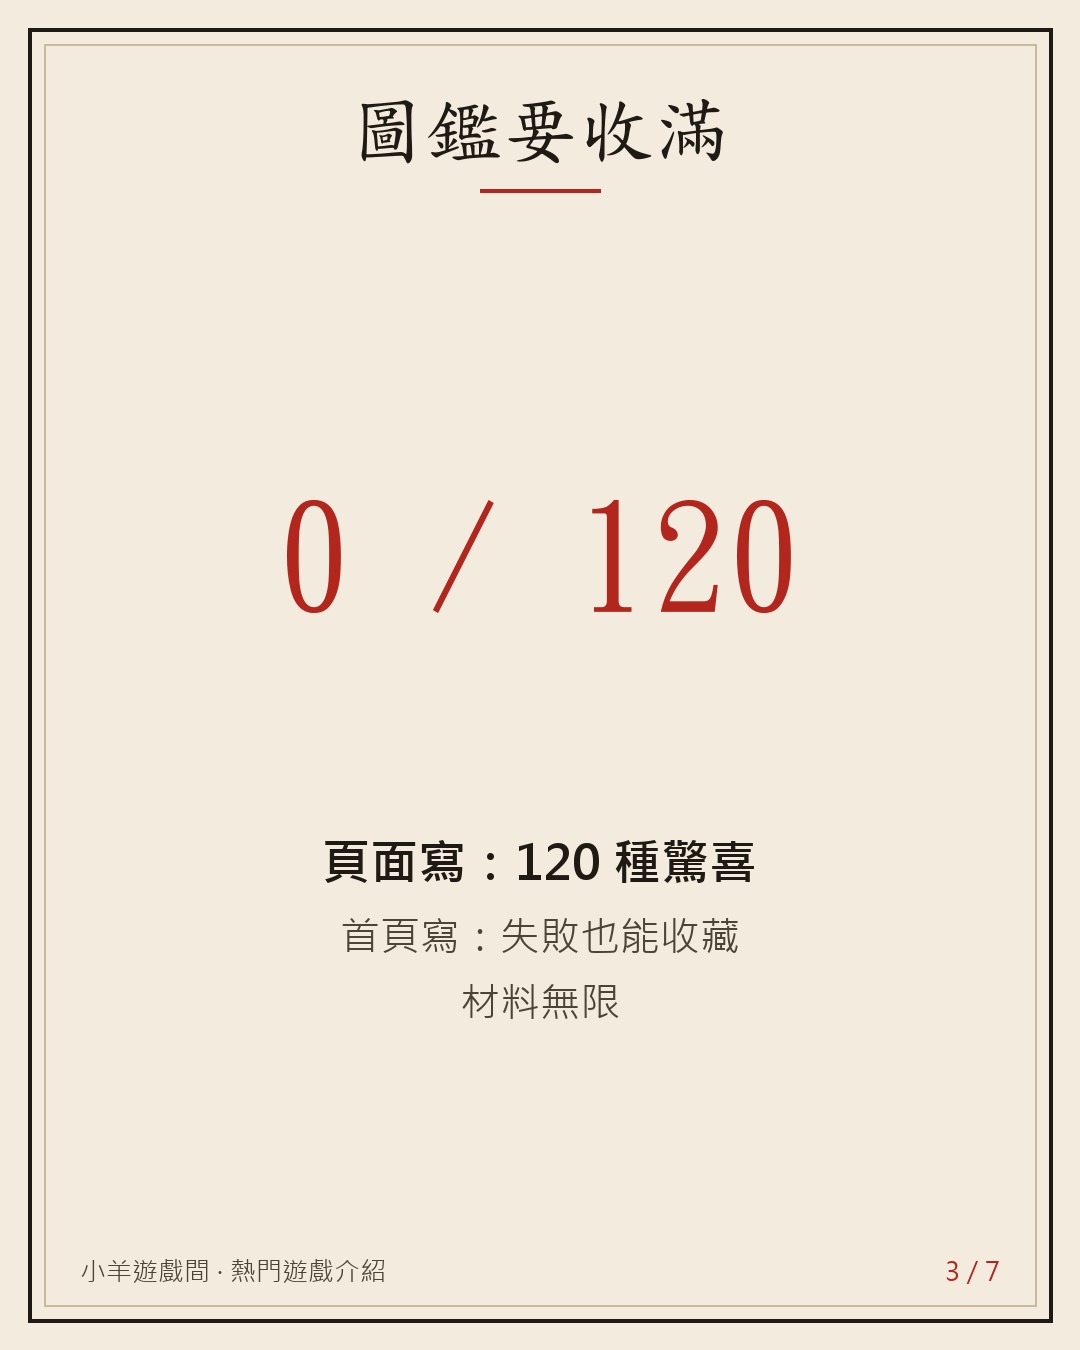 圖鑑要收滿
0 / 120
頁面寫：120 種驚喜
首頁寫：失敗也能收藏
材料無限
小羊遊戲間 · 熱門遊戲介紹
3 / 7